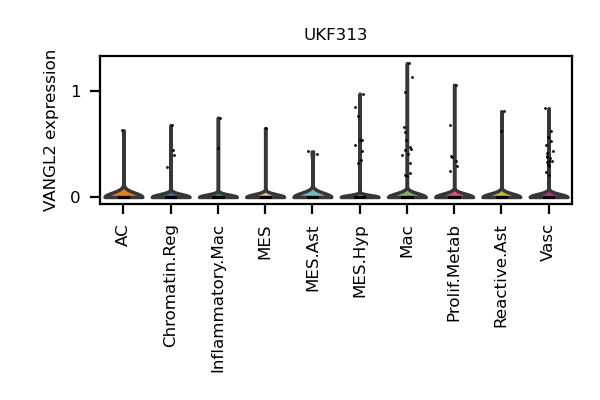 UKF313
VANGL2 expression
1
0
AC
Chromatin.Reg
Inflammatory.Mac
MES
MES.Ast
MES.Hyp
Mac
Prolif.Metab
Reactive.Ast
Vasc